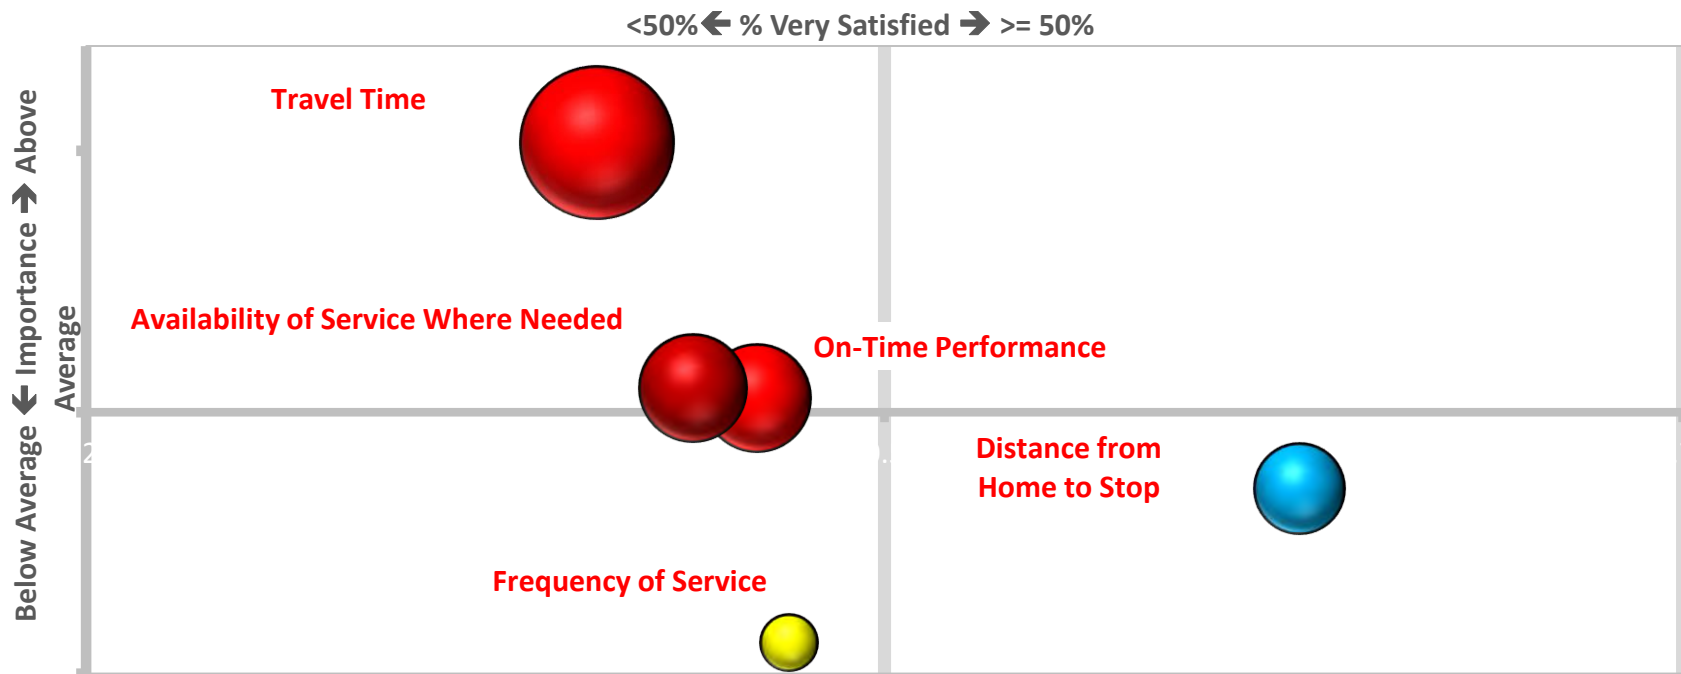 <50%🡸 % Very Satisfied 🡺 >= 50%
Travel Time
Availability of Service Where Needed
On-Time Performance
Distance from
Home to Stop
Frequency of Service
Below Average 🡸 Importance 🡺 Above
Average